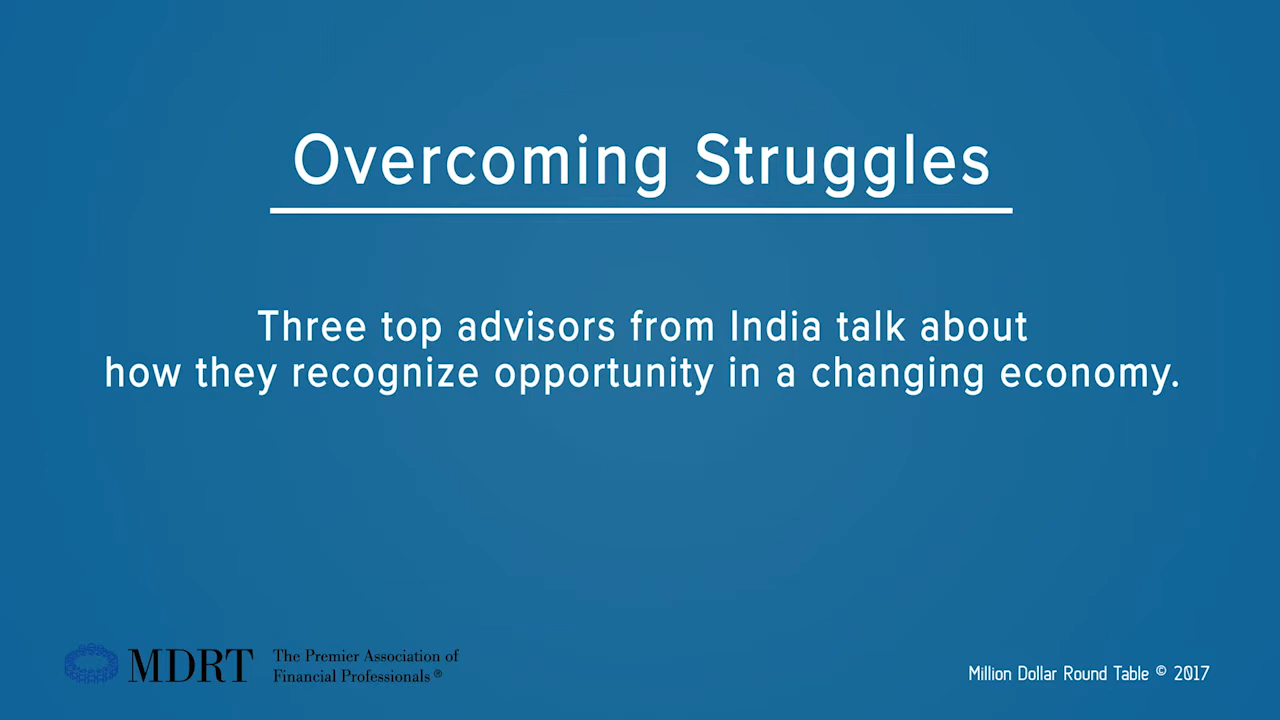 Overcoming Struggles
Three top advisors from India talk about
how they recognize opportunity in a changing economy.
MDRT
The Premier Association of
Financial Professionals ®
Million Dollar Round Table © 2017